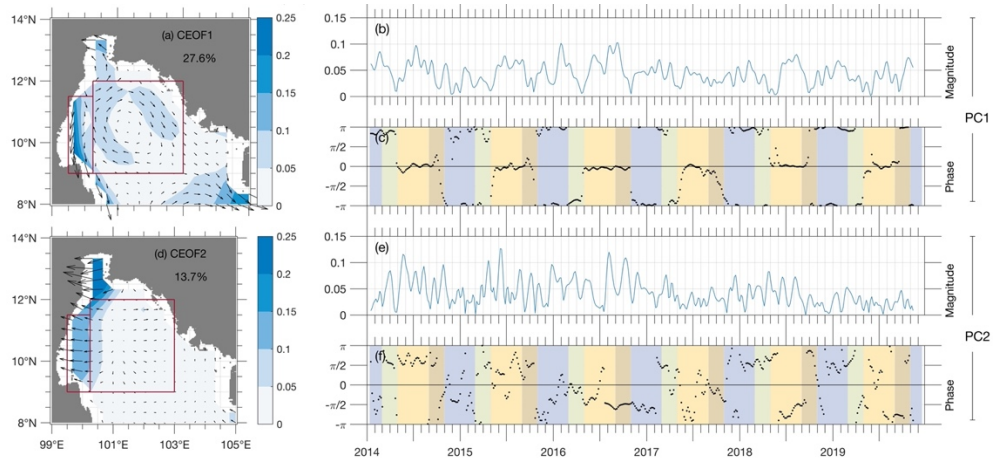 14°N
(a) CEOF1
27.6%
12°N
10°N
8°N
0.25
0.2
0.15
0.1
0.05
0
0.15
(b)
0.1
0.05
0
Magnitude
π
(c)
π/2
0
-π/2
-π
Phase
PC1
14°N
(d) CEOF2
13.7%
12°N
10°N
8°N
99°E 101°E 103°E 105°E
0.25
0.2
0.15
0.1
0.05
0
0.15
(e)
0.1
0.05
0
Magnitude
π
(f)
π/2
0
-π/2
-π
Phase
PC2
2014 2015 2016 2017 2018 2019